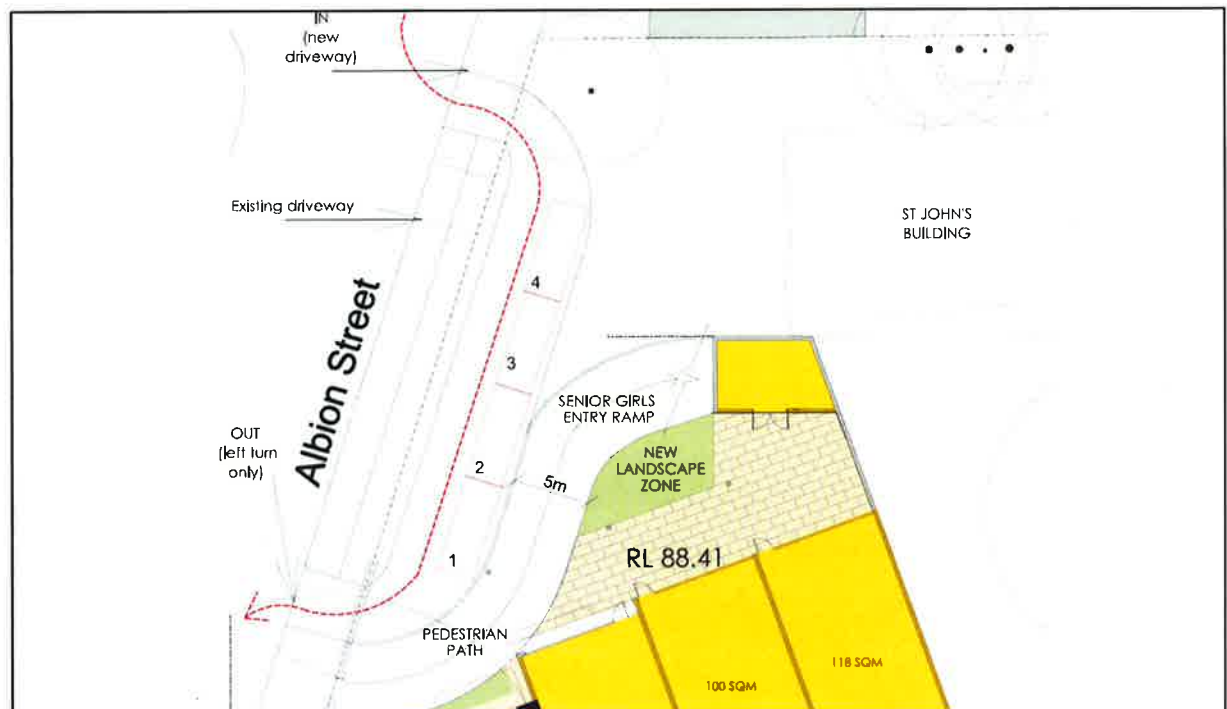 IN
(new
driveway)
Existing driveway
ST JOHN'S
BUILDING
Albion Street
4
3
SENIOR GIRLS
ENTRY RAMP
OUT
(left turn
only)
NEW
LANDSCAPE
ZONE
2
5m
1
RL 88.41
PEDESTRIAN
PATH
118 SQM
100 SQM